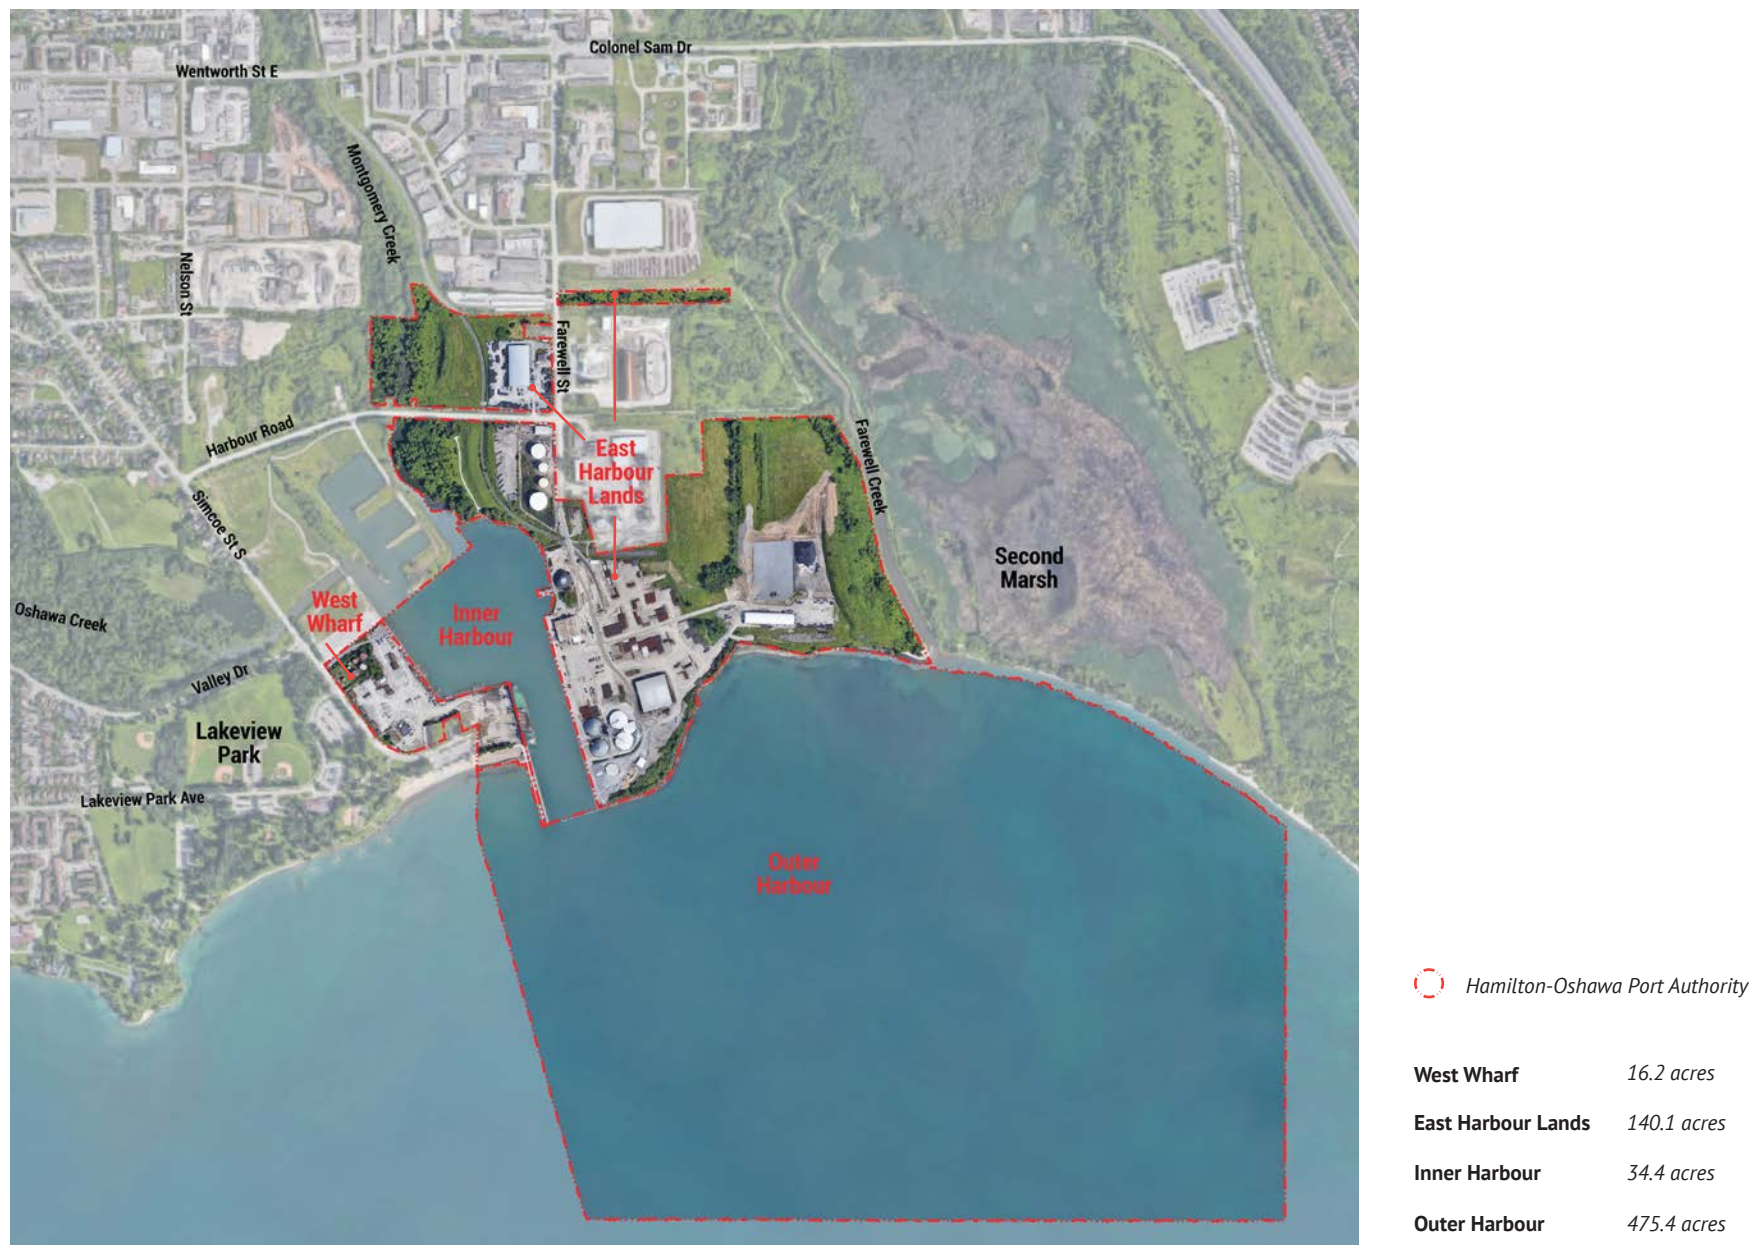 Colonel Sam Dr
Wentworth St E
Montgomery Creek
Nelson St
Farewell St
Harbour Road
East
Harbour
Lands
Farewell Creek
Simcoe St S
Second
Marsh
West
Wharf
Inner
Harbour
Oshawa Creek
Valley Dr
Lakeview
Park
Lakeview Park Ave
Outer
Harbour
Hamilton-Oshawa Port Authority
West Wharf 16.2 acres
East Harbour Lands 140.1 acres
Inner Harbour 34.4 acres
Outer Harbour 475.4 acres